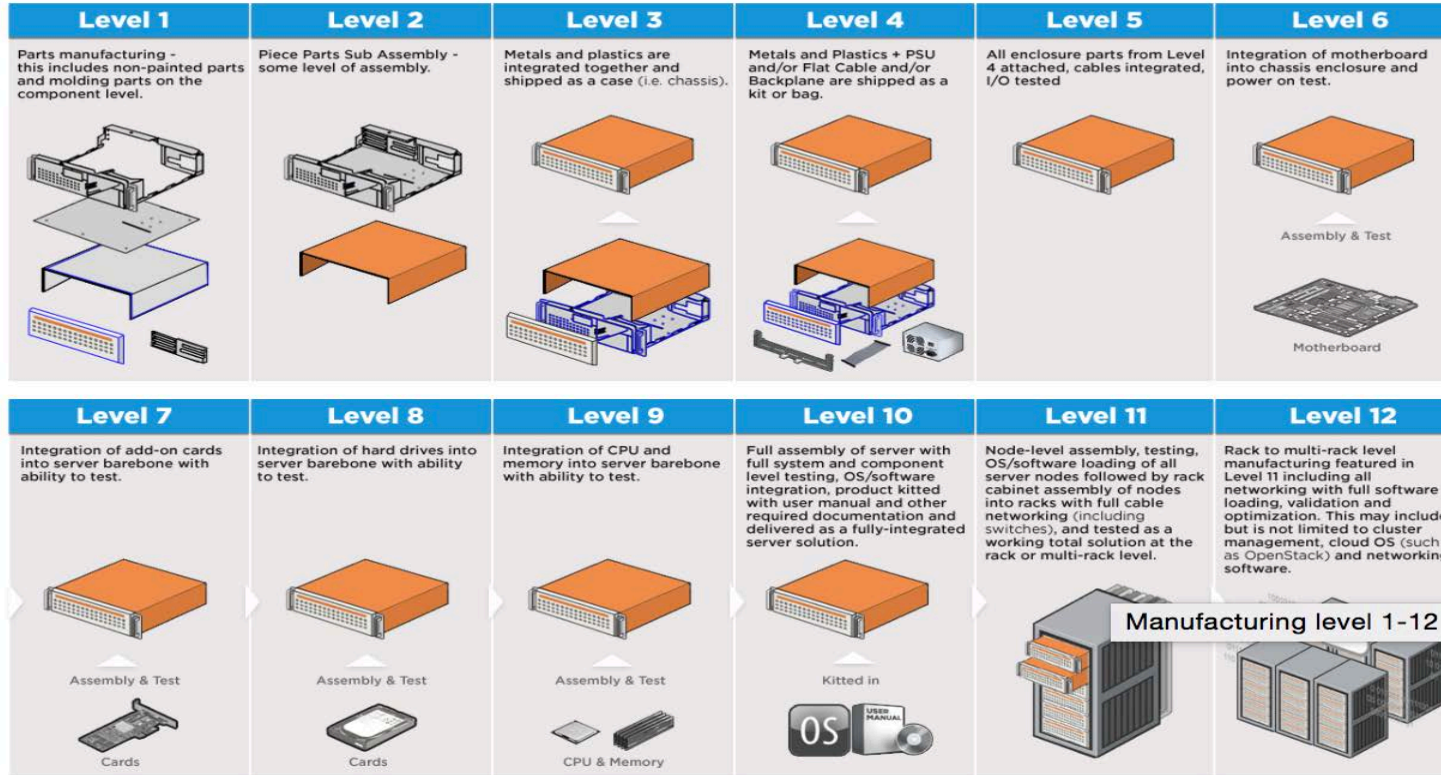 Level 1
Parts manufacturing -
this includes non-painted parts
and molding parts on the
component level.
Level 2
Piece Parts Sub Assembly -
some level of assembly.
Level 3
Metals and plastics are
integrated together and
shipped as a case (i.e. chassis).
Level 4
Metals and Plastics + PSU
and/or Flat Cable and/or
Backplane are shipped as a
kit or bag.
Level 5
All enclosure parts from Level
4 attached, cables integrated,
I/O tested
Level 6
Integration of motherboard
into chassis enclosure and
power on test.
Assembly & Test
Motherboard
Level 7
Integration of add-on cards
into server barebone with
ability to test.
Assembly & Test
Cards
Level 8
Integration of hard drives into
server barebone with ability
to test.
Assembly & Test
Cards
Level 9
Integration of CPU and
memory into server barebone
with ability to test.
Assembly & Test
CPU & Memory
Level 10
Full assembly of server with
full system and component
level testing, OS/software
integration, product kitted
with user manual and other
required documentation and
delivered as a fully-integrated
server solution.
Kitted in
OS
USER
MANUAL
Level 11
Node-level assembly, testing,
OS/software loading of all
server nodes followed by rack
cabinet assembly of nodes
into racks with full cable
networking (including
switches), and tested as a
working total solution at the
rack or multi-rack level.
Level 12
Rack to multi-rack level
manufacturing featured in
Level 11 including all
networking with full software
loading, validation and
optimization. This may include
but is not limited to cluster
management, cloud OS (such
as OpenStack) and networking
software.
Manufacturing level 1-12